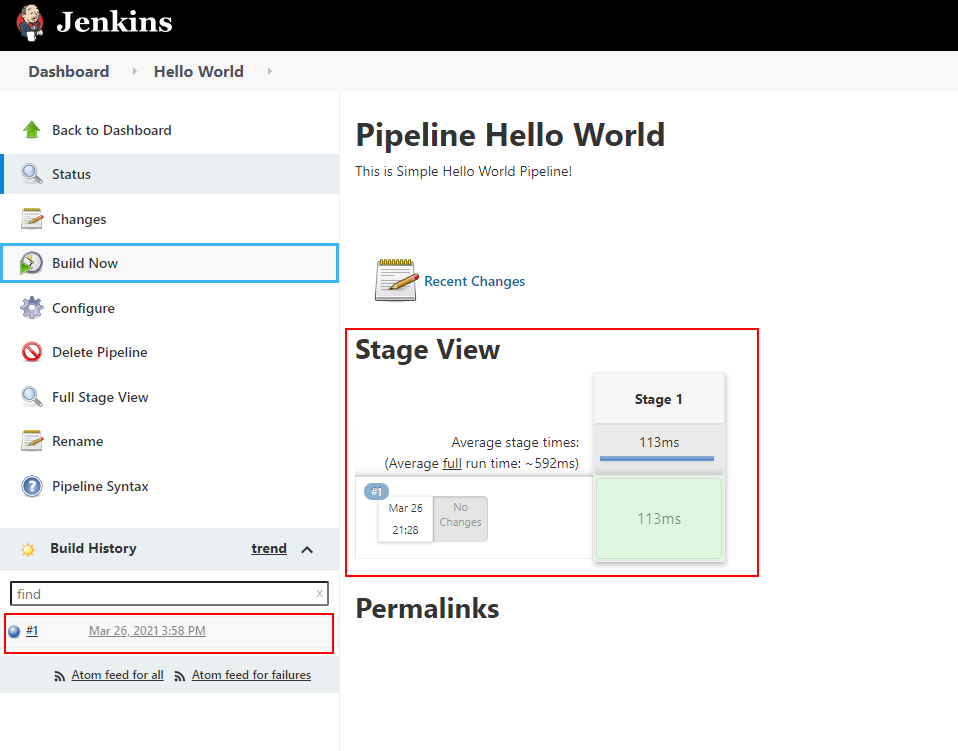 Jenkins
Dashboard Hello World
Back to Dashboard
Status
Changes
Build Now
Configure
Delete Pipeline
Full Stage View
Rename
Pipeline Syntax
Build History trend
find x
#1 Mar 26, 2021 3:58 PM
Atom feed for all Atom feed for failures
Pipeline Hello World
This is Simple Hello World Pipeline!
Recent Changes
Stage View
Stage 1
Average stage times:
(Average full run time: ~592ms)
113ms
#1
Mar 26
21:28
No
Changes
113ms
Permalinks